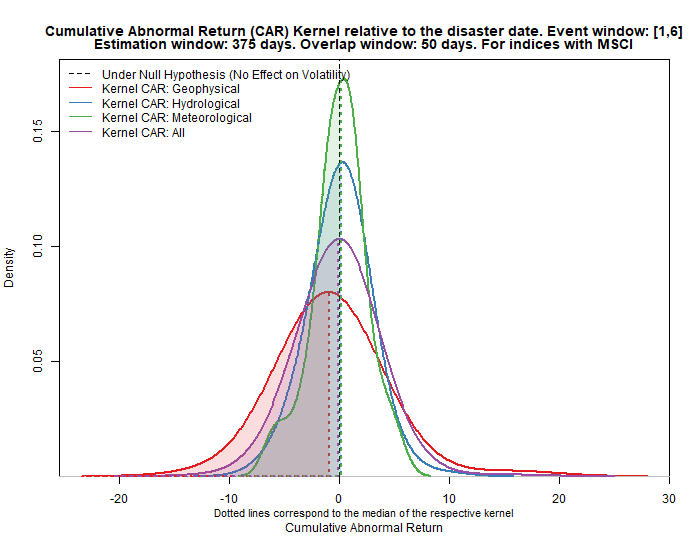 Cumulative Abnormal Return (CAR) Kernel relative to the disaster date. Event window: [1,6]
Estimation window: 375 days. Overlap window: 50 days. For indices with MSCI
Under Null Hypothesis (No Effect on Volatility)
Kernel CAR: Geophysical
Kernel CAR: Hydrological
Kernel CAR: Meteorological
Kernel CAR: All
0.15
0.10
0.05
Density
-20 -10 0 10 20 30
Dotted lines correspond to the median of the respective kernel
Cumulative Abnormal Return